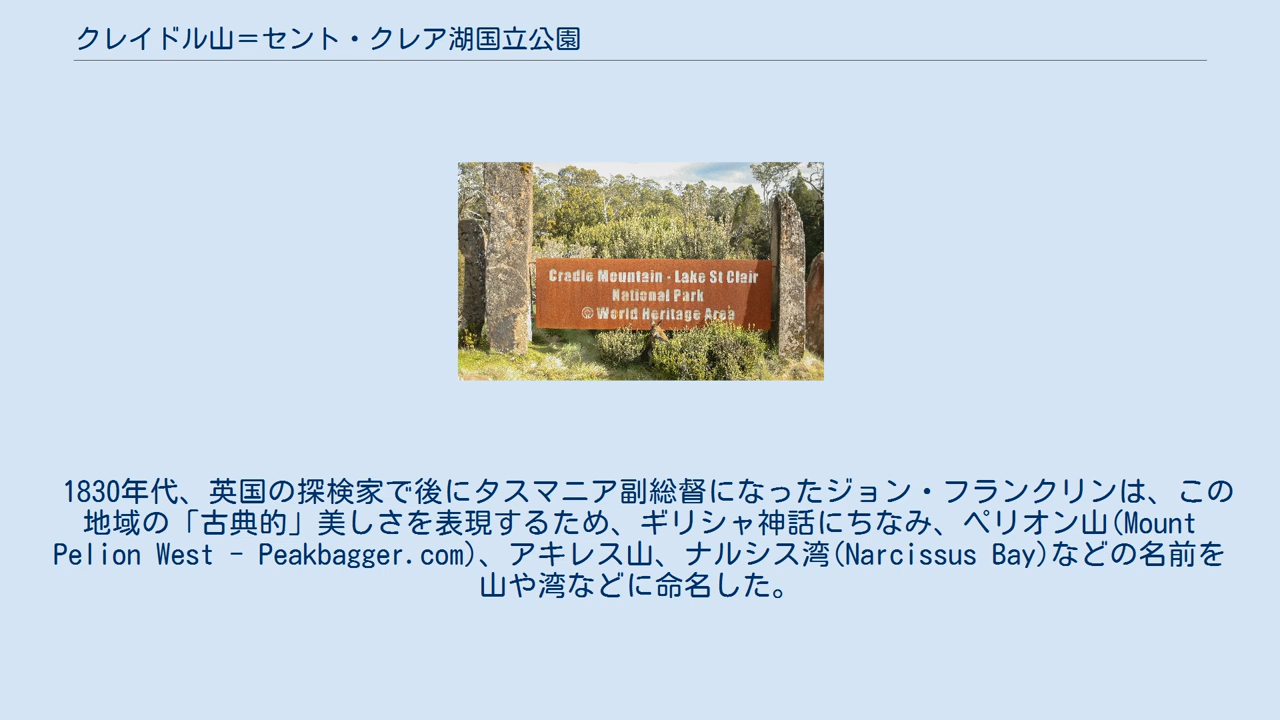 クレイドル山＝セント・クレア湖国立公園
Cradle Mountain - Lake St Clair
National Park
World Heritage Area
1830年代、英国の探検家で後にタスマニア副総督になったジョン・フランクリンは、この
地域の「古典的」美しさを表現するため、ギリシャ神話にちなみ、ペリオン山(Mount
Pelion West - Peakbagger.com)、アキレス山、ナルシス湾(Narcissus Bay)などの名前を
山や湾などに命名した。